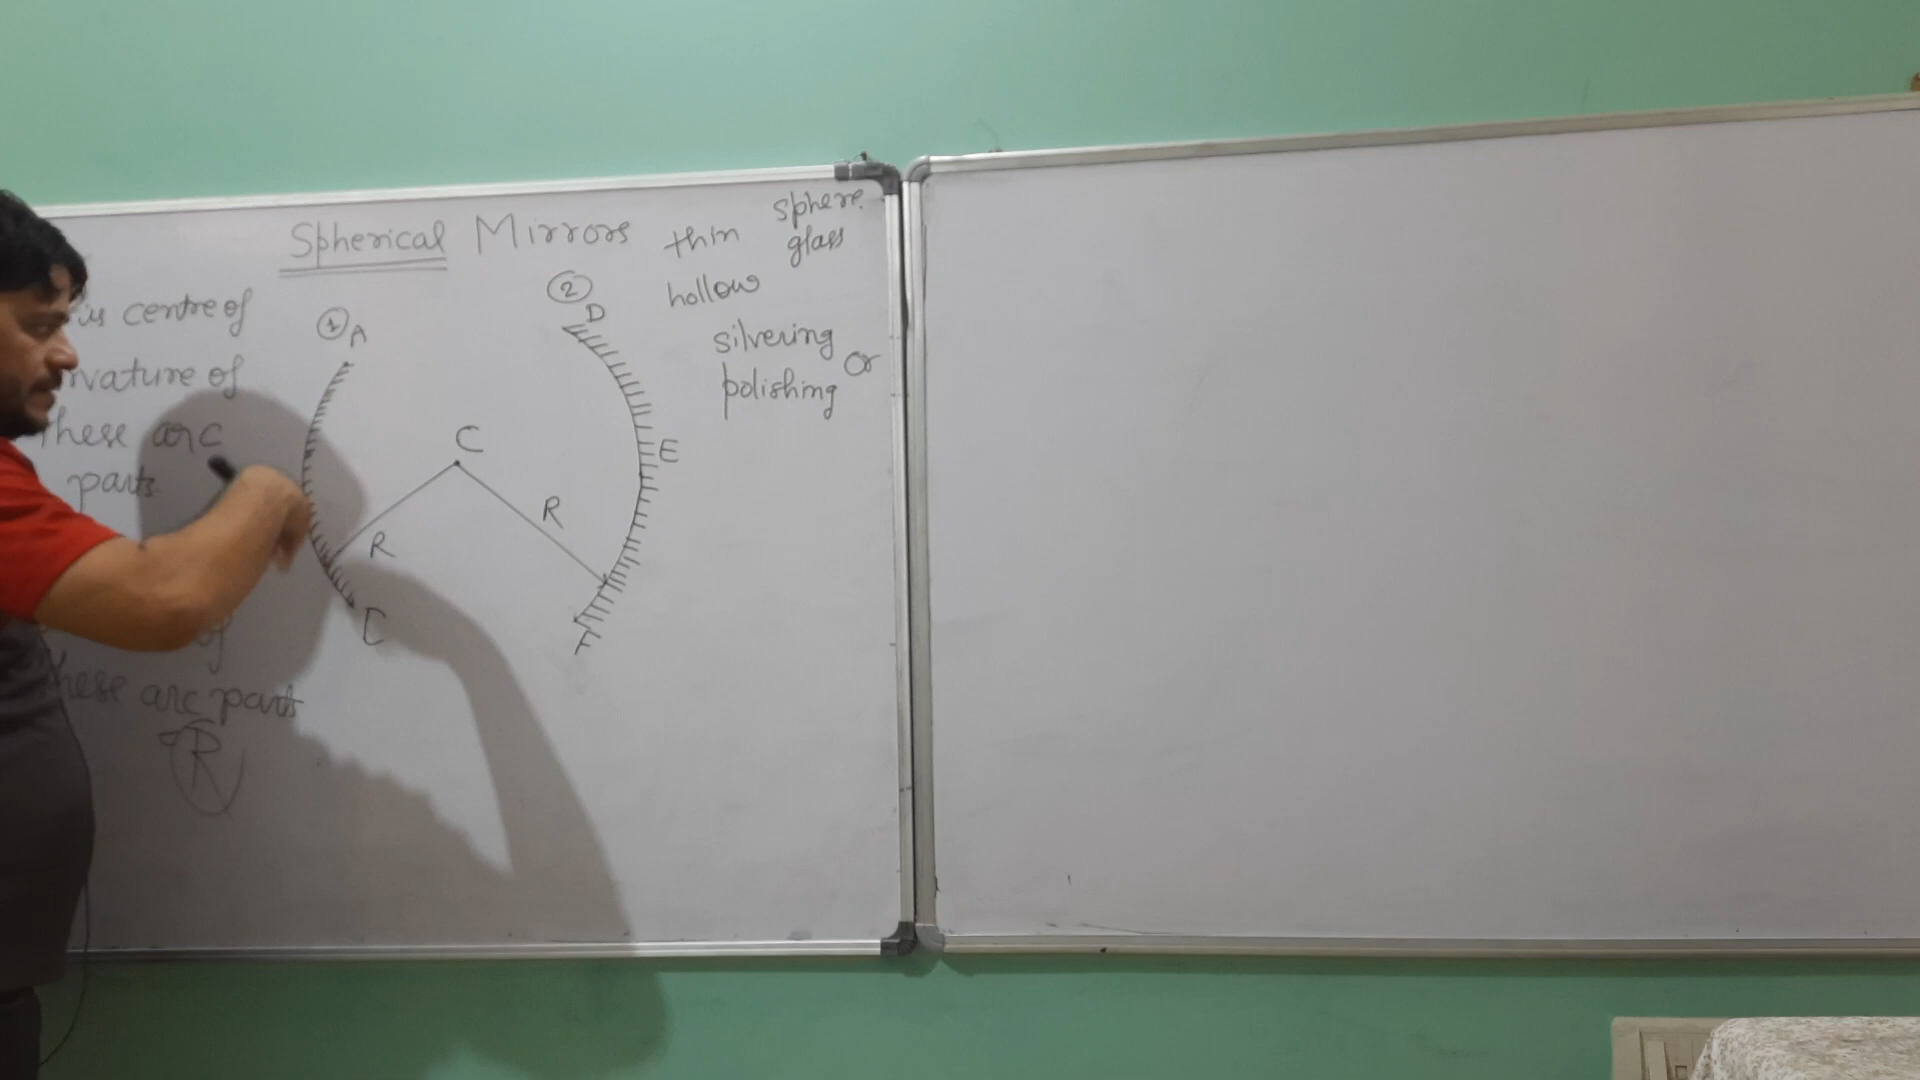 Spherical Mirrors
thin sphere
glass
hollow
silvering
or
polishing
is centre of
rvature of
these arc
parts
of
these arc parts
R
1 A
C
R
R
C
2
D
E
F